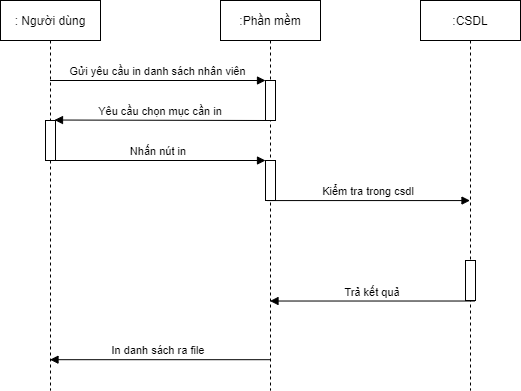 : Người dùng
:Phần mềm
:CSDL
Gửi yêu cầu in danh sách nhân viên
Yêu cầu chọn mục cần in
Nhấn nút in
Kiểm tra trong csdl
Trả kết quả
In danh sách ra file